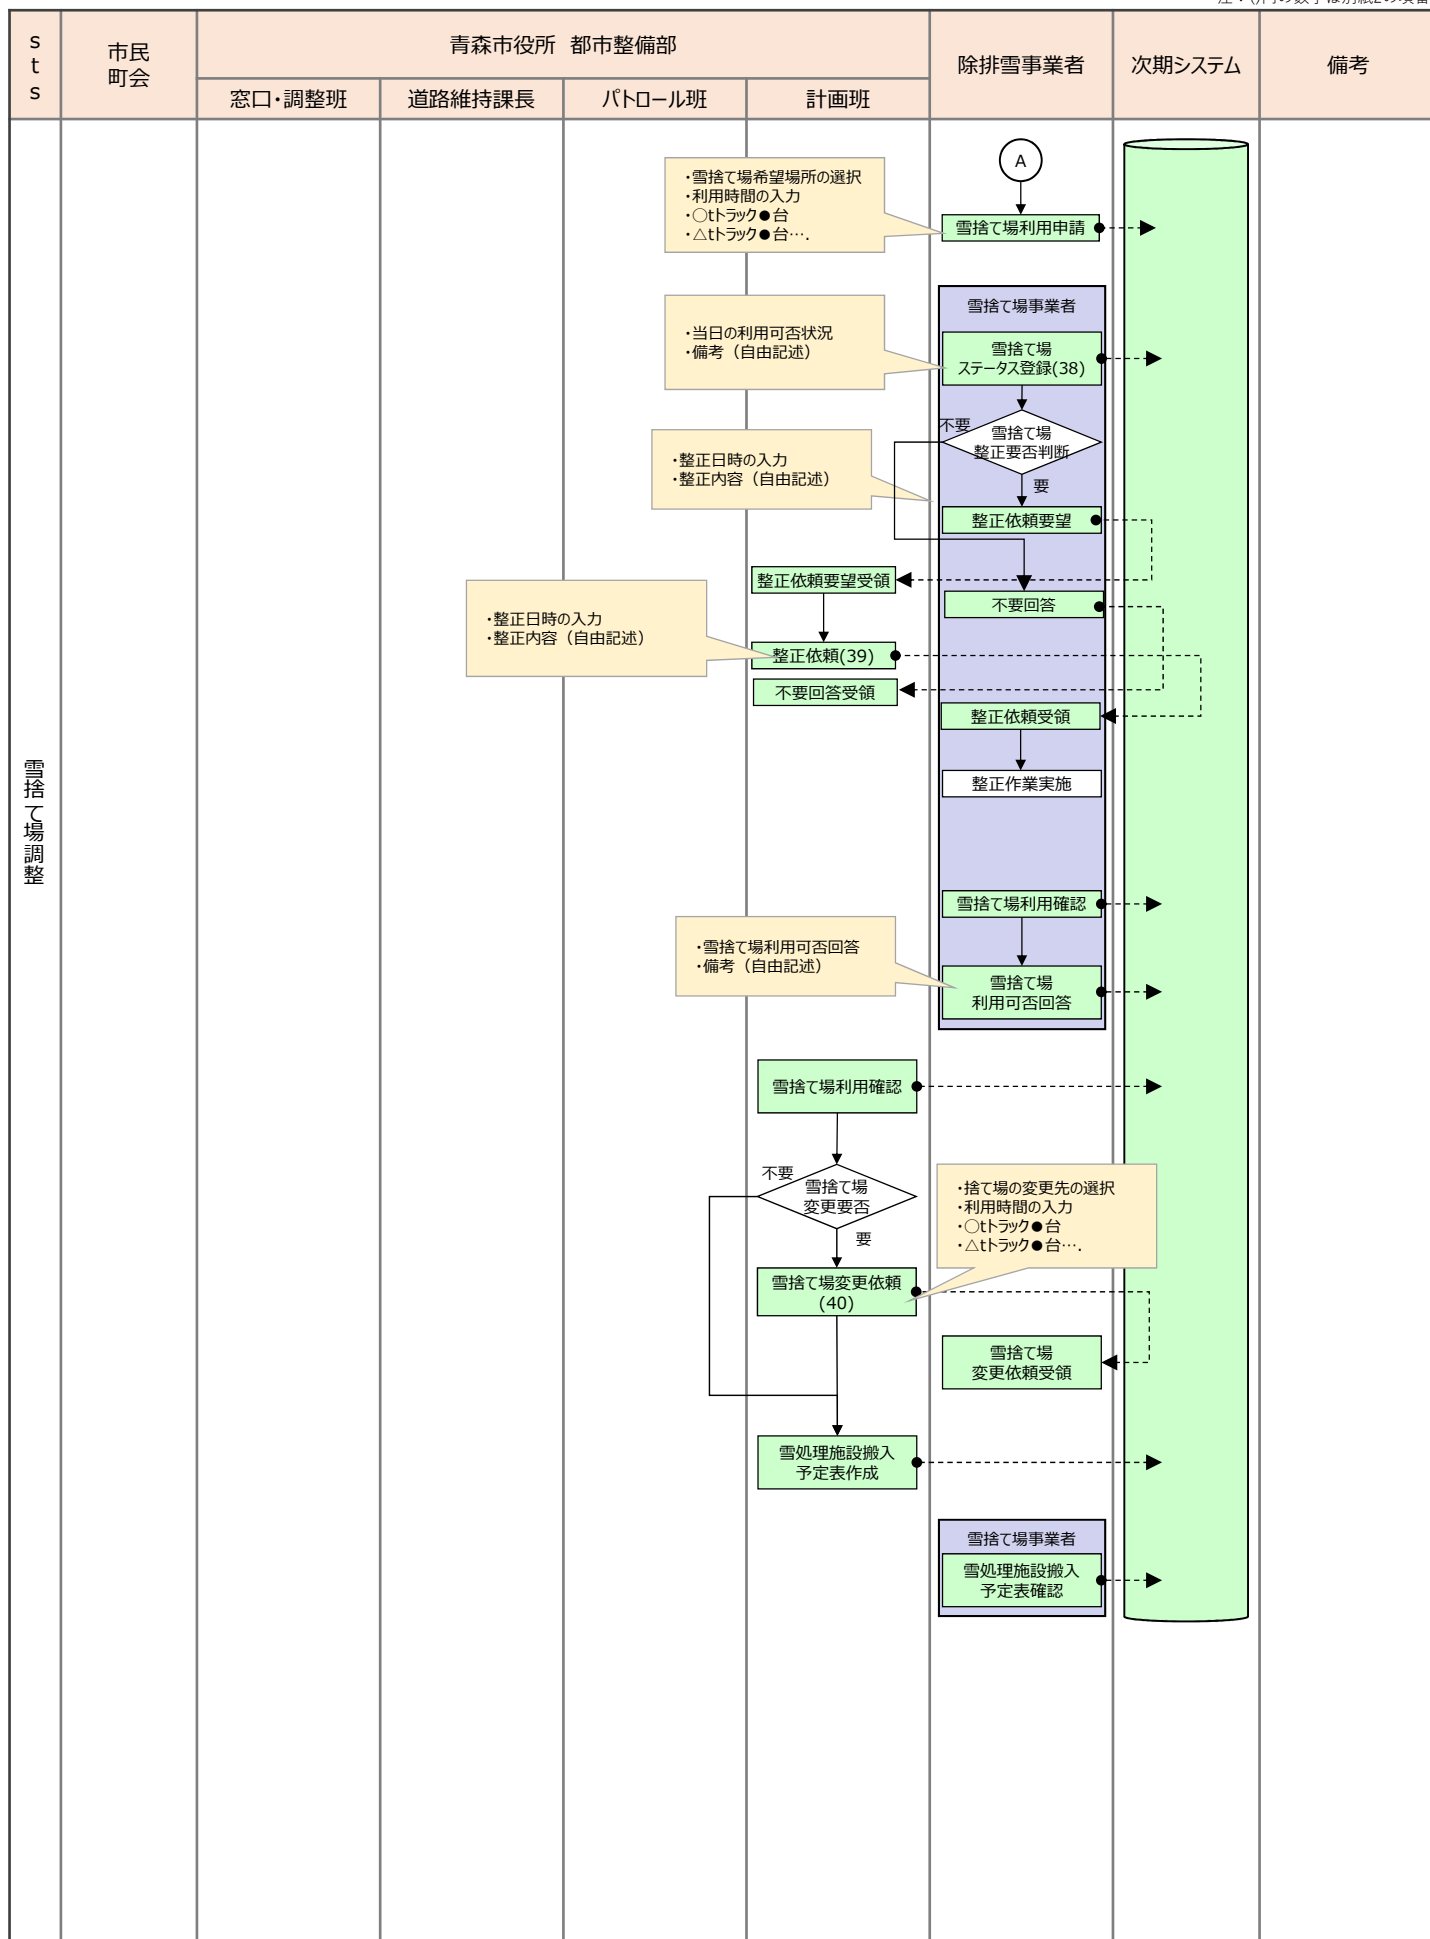 s
t
s
市民
町会
青森市役所 都市整備部
除排雪事業者
次期システム
備考
窓口・調整班
道路維持課長
パトロール班
計画班
雪捨て場調整
A
・雪捨て場希望場所の選択
・利用時間の入力
・○tトラック●台
・△tトラック●台….
雪捨て場利用申請
雪捨て場事業者
・当日の利用可否状況
・備考（自由記述）
雪捨て場
ステータス登録(38)
不要
雪捨て場
整正要否判断
要
・整正日時の入力
・整正内容（自由記述）
整正依頼要望
整正依頼要望受領
不要回答
・整正日時の入力
・整正内容（自由記述）
整正依頼(39)
不要回答受領
整正依頼受領
整正作業実施
雪捨て場利用確認
・雪捨て場利用可否回答
・備考（自由記述）
雪捨て場
利用可否回答
雪捨て場利用確認
不要
雪捨て場
変更要否
要
・捨て場の変更先の選択
・利用時間の入力
・○tトラック●台
・△tトラック●台….
雪捨て場変更依頼
(40)
雪捨て場
変更依頼受領
雪処理施設搬入
予定表作成
雪捨て場事業者
雪処理施設搬入
予定表確認